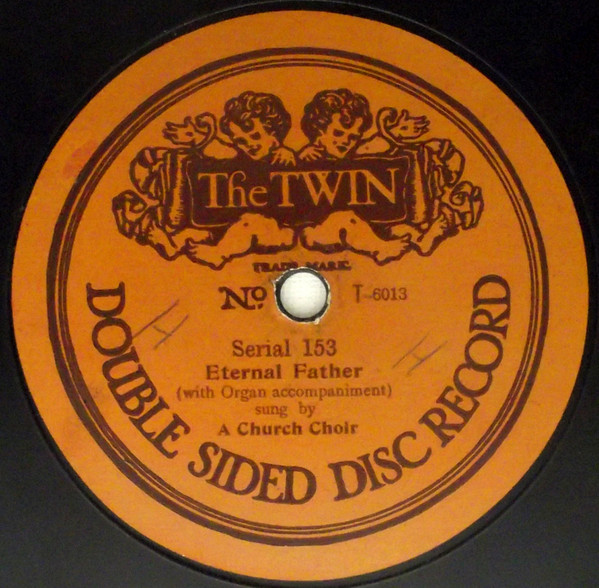 The TWIN
TRADE MARK.
No. T-6013
Serial 153
Eternal Father
(with Organ accompaniment)
sung by
A Church Choir
DOUBLE SIDED DISC RECORD
H
H